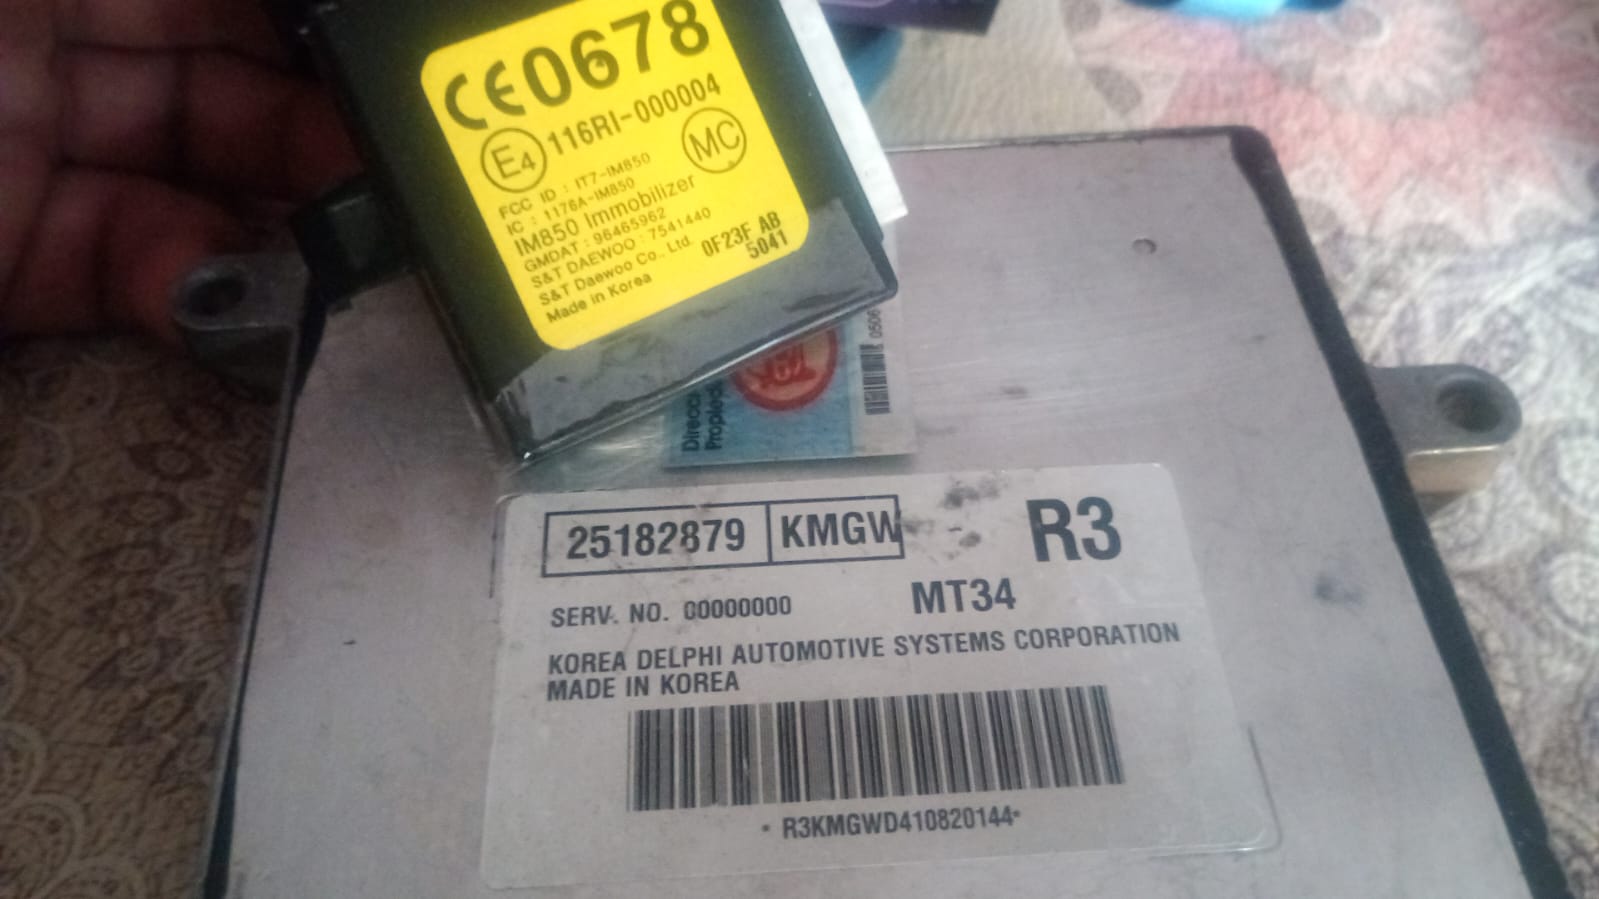 CE0678
E4 116RI-000004 MC
FCC ID : IT7-IM850
IC : 1176A-IM850
IM850 Immobilizer
GMDAT : 96465962
S&T DAEWOO : 7541440
S&T Daewoo Co., Ltd. 0F23F AB
Made in Korea 5041
0506
25182879 KMGW R3
SERV. NO. 00000000 MT34
KOREA DELPHI AUTOMOTIVE SYSTEMS CORPORATION
MADE IN KOREA
R3KMGWD410820144